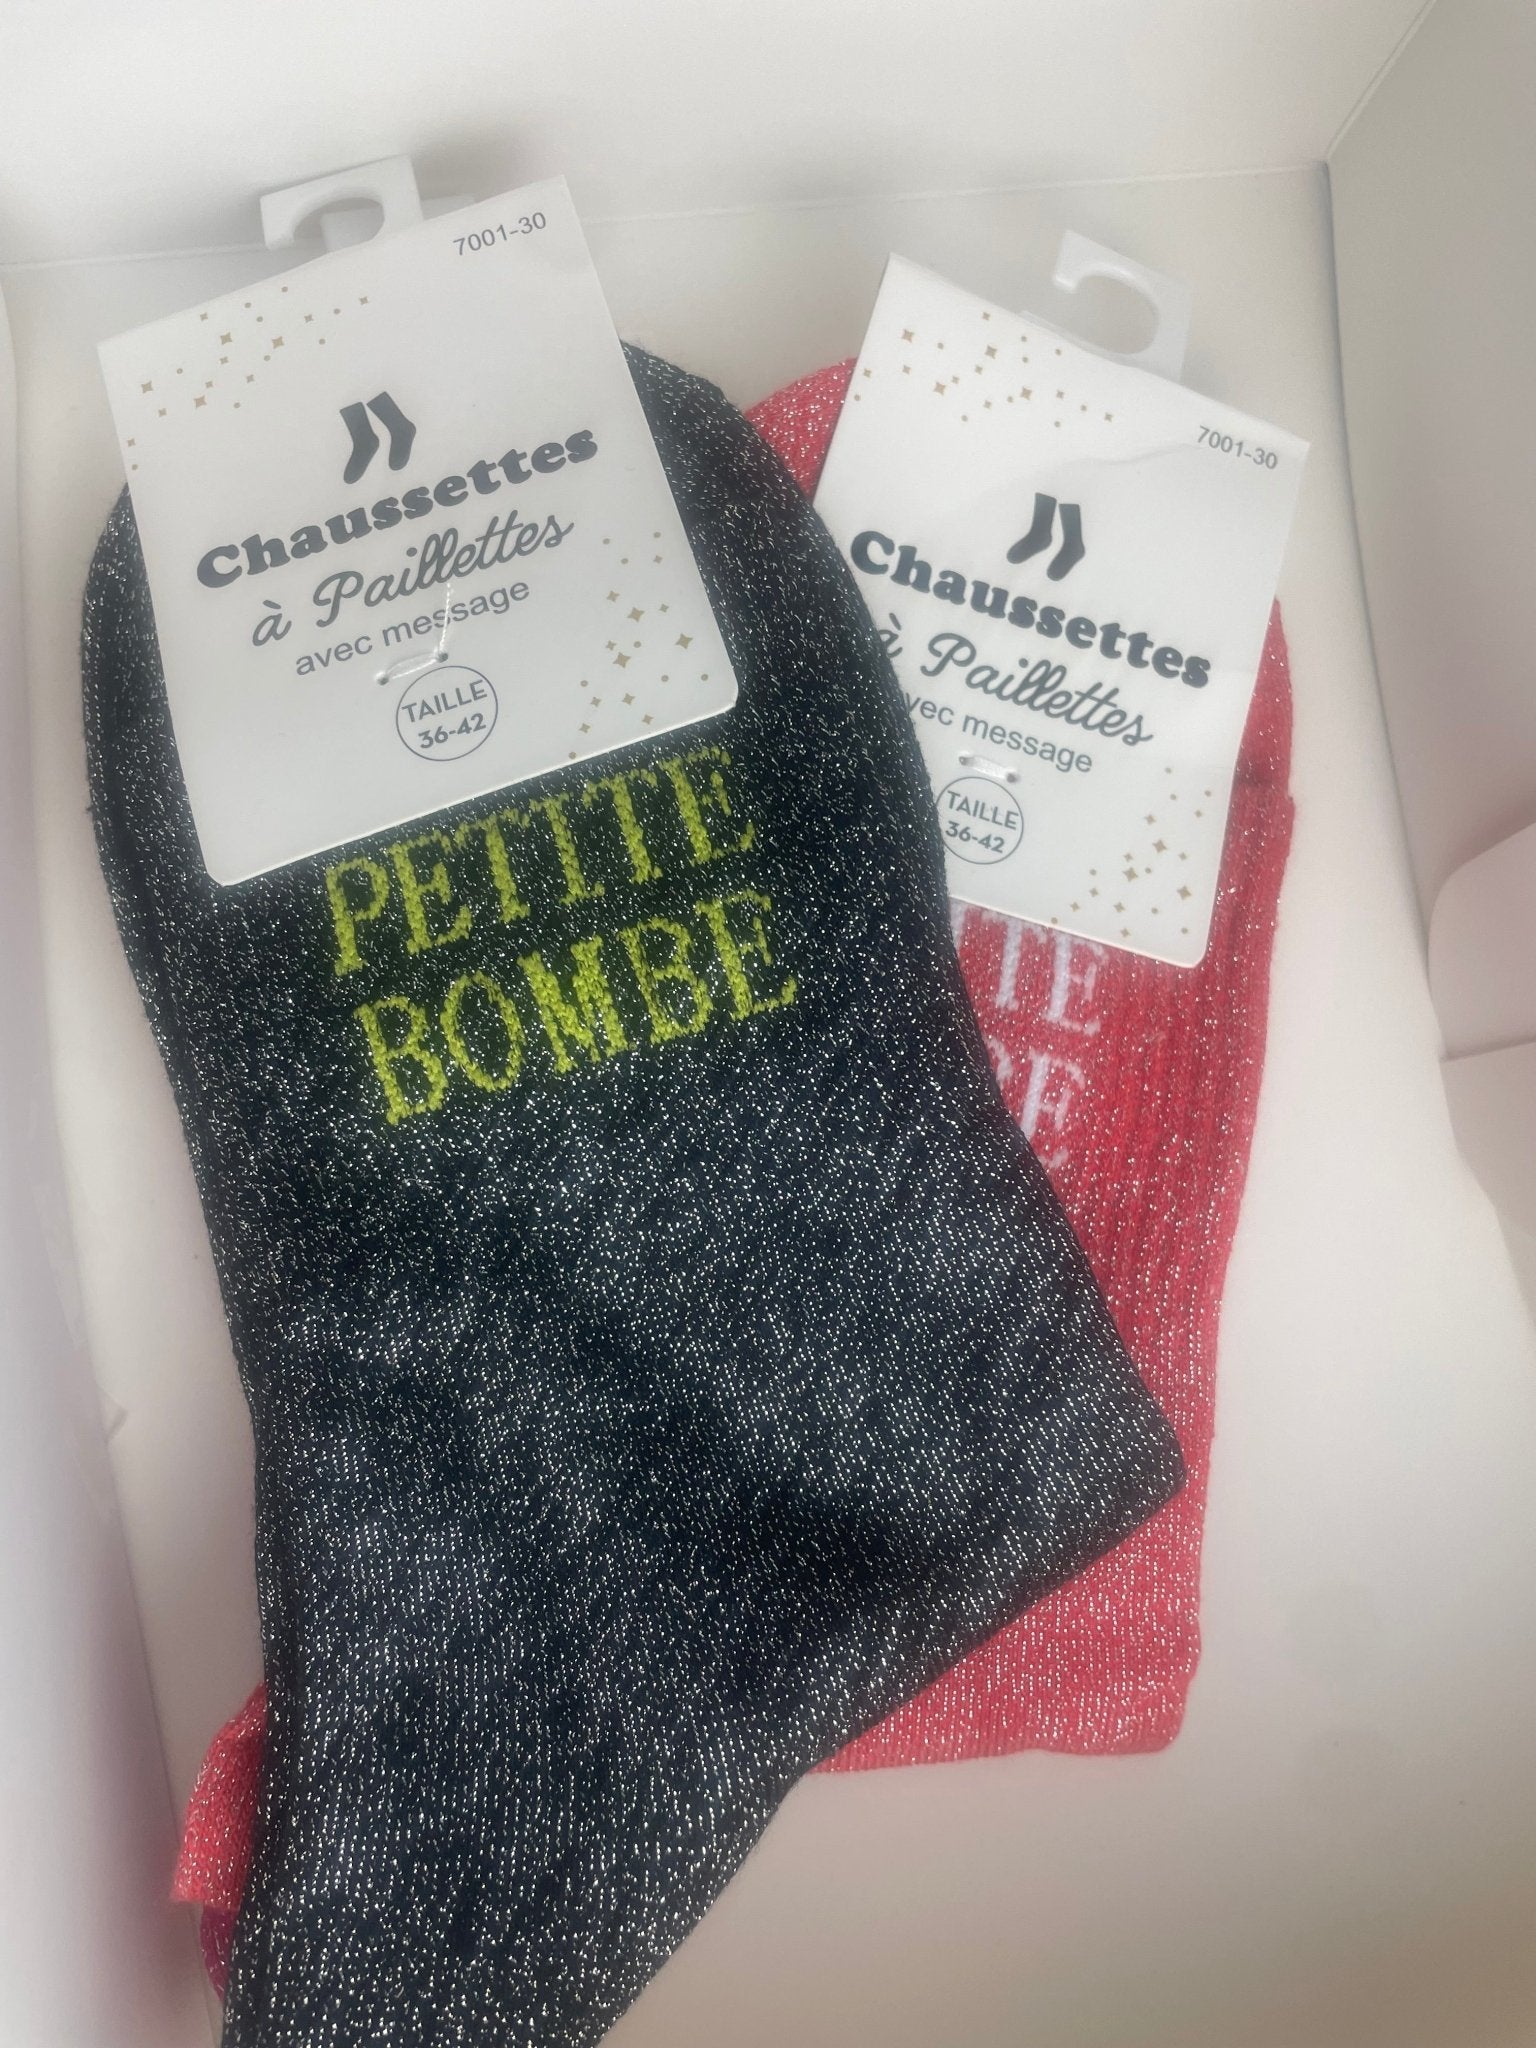 7001-30
Chaussettes
à Paillettes
avec message
TAILLE
36-42
PETITE
BOMBE
7001-30
Chaussettes
à Paillettes
avec message
TAILLE
36-42